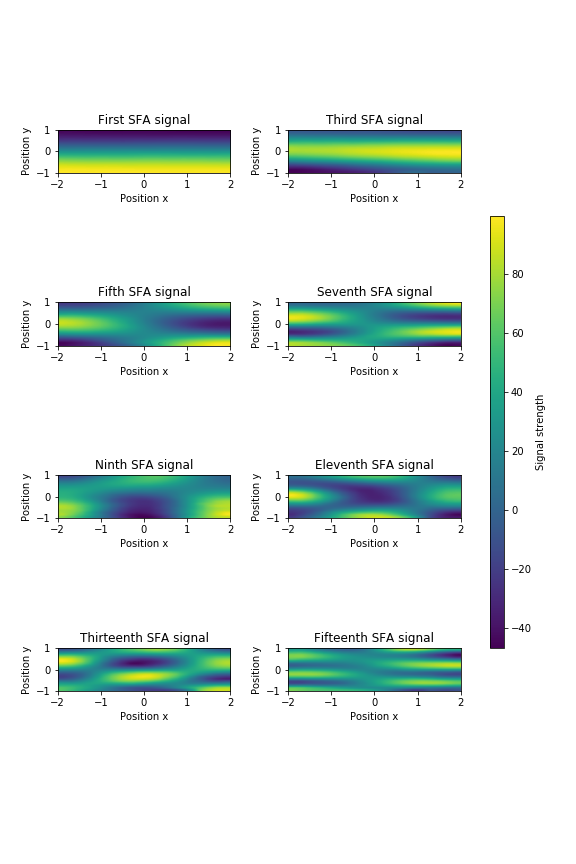 First SFA signal
Third SFA signal
1
0
−1
Position y
−2 −1 0 1 2
Position x
1
0
−1
Position y
−2 −1 0 1 2
Position x
Fifth SFA signal
Seventh SFA signal
1
0
−1
Position y
−2 −1 0 1 2
Position x
1
0
−1
Position y
−2 −1 0 1 2
Position x
Ninth SFA signal
Eleventh SFA signal
1
0
−1
Position y
−2 −1 0 1 2
Position x
1
0
−1
Position y
−2 −1 0 1 2
Position x
Thirteenth SFA signal
Fifteenth SFA signal
1
0
−1
Position y
−2 −1 0 1 2
Position x
1
0
−1
Position y
−2 −1 0 1 2
Position x
80
60
40
20
0
−20
−40
Signal strength